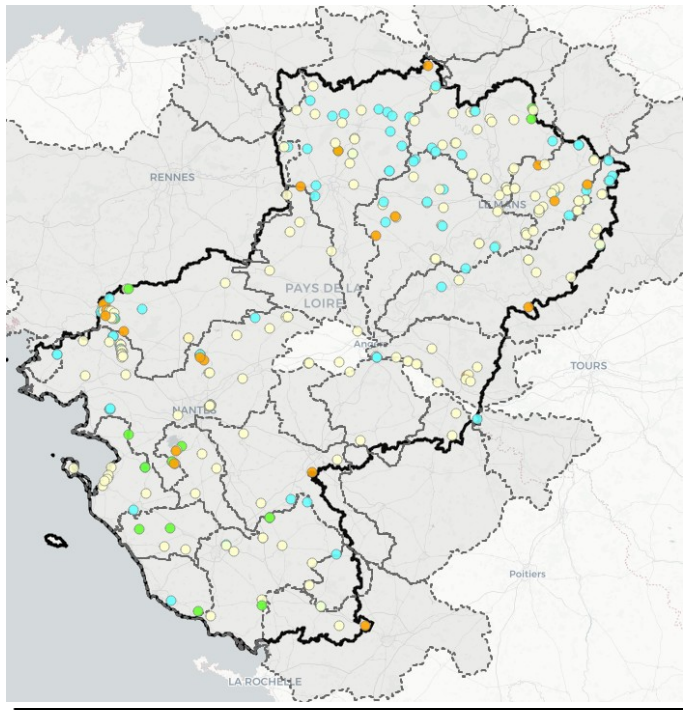 RENNES
LE MANS
PAYS DE LA
LOIRE
Angers
TOURS
NANTES
Poitiers
LA ROCHELLE